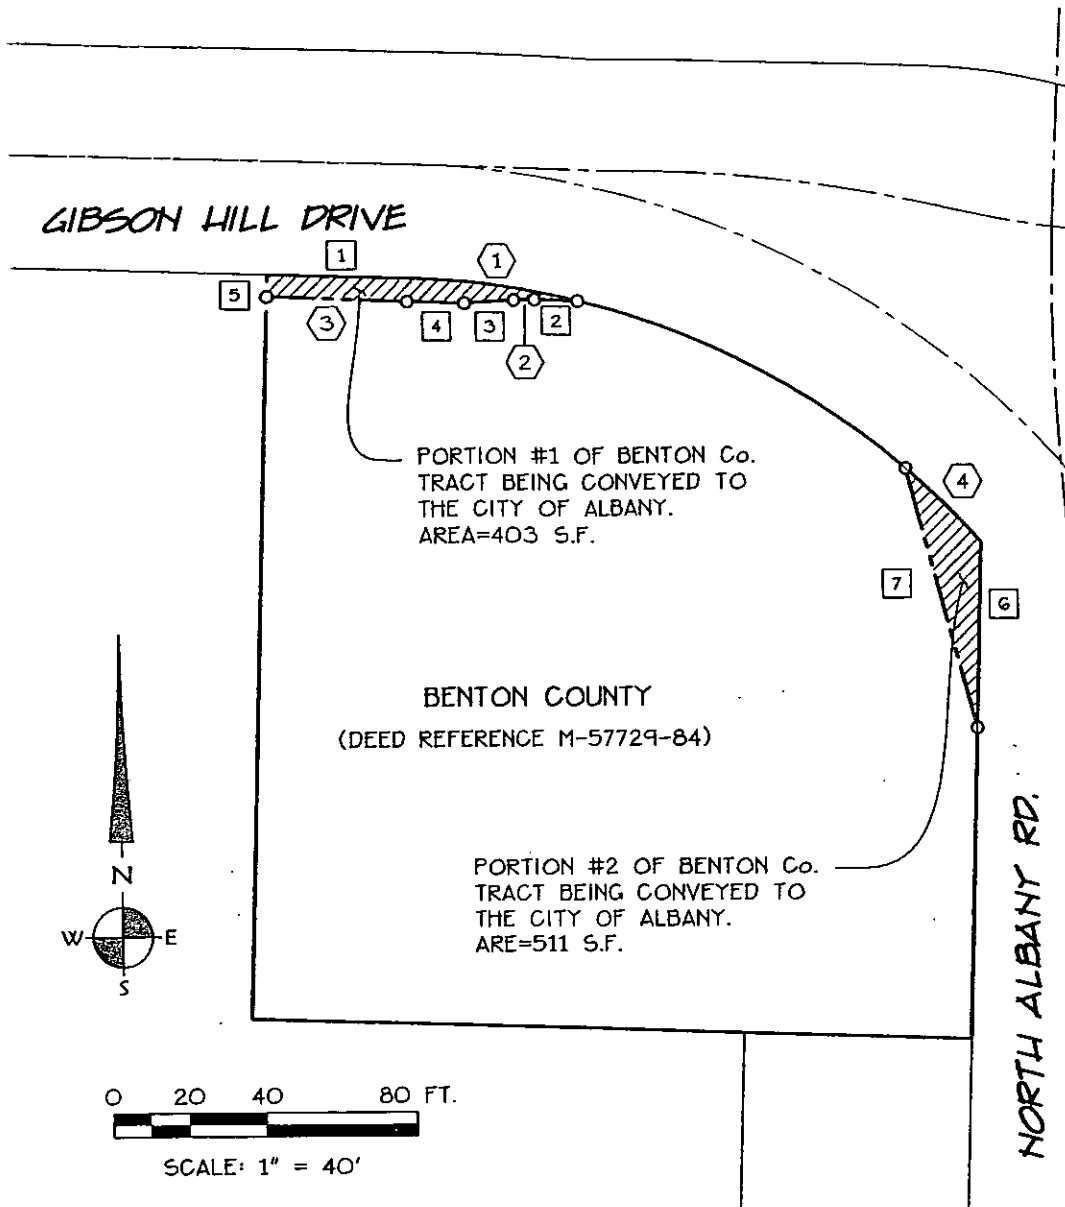 GIBSON HILL DRIVE
1
1
5
3
4
3
2
2
PORTION #1 OF BENTON Co.
TRACT BEING CONVEYED TO
THE CITY OF ALBANY.
AREA=403 S.F.
4
7
6
BENTON COUNTY
(DEED REFERENCE M-57729-84)
N
W E
S
PORTION #2 OF BENTON Co.
TRACT BEING CONVEYED TO
THE CITY OF ALBANY.
ARE=511 S.F.
NORTH ALBANY RD.
0 20 40 80 FT.
SCALE: 1" = 40'